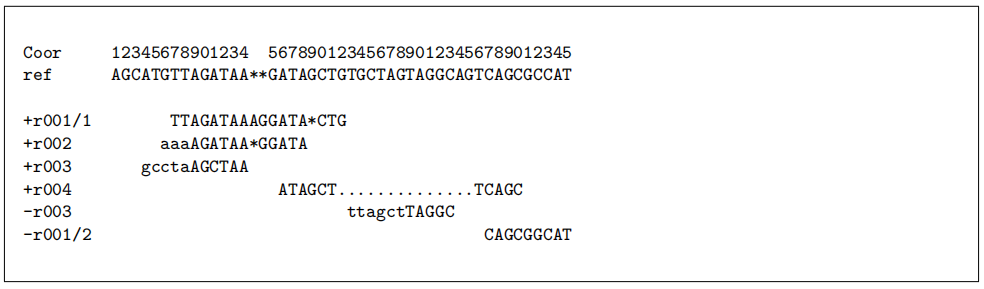 Coor     12345678901234  5678901234567890123456789012345
ref      AGCATGTTAGATAA**GATAGCTGTGCTAGTAGGCAGTCAGCGCCAT
+r001/1        TTAGATAAAGGATA*CTG
+r002         aaaAGATAA*GGATA
+r003       gcctaAGCTAA
+r004                     ATAGCT..............TCAGC
-r003                            ttagctTAGGC
-r001/2                                        CAGCGGCAT